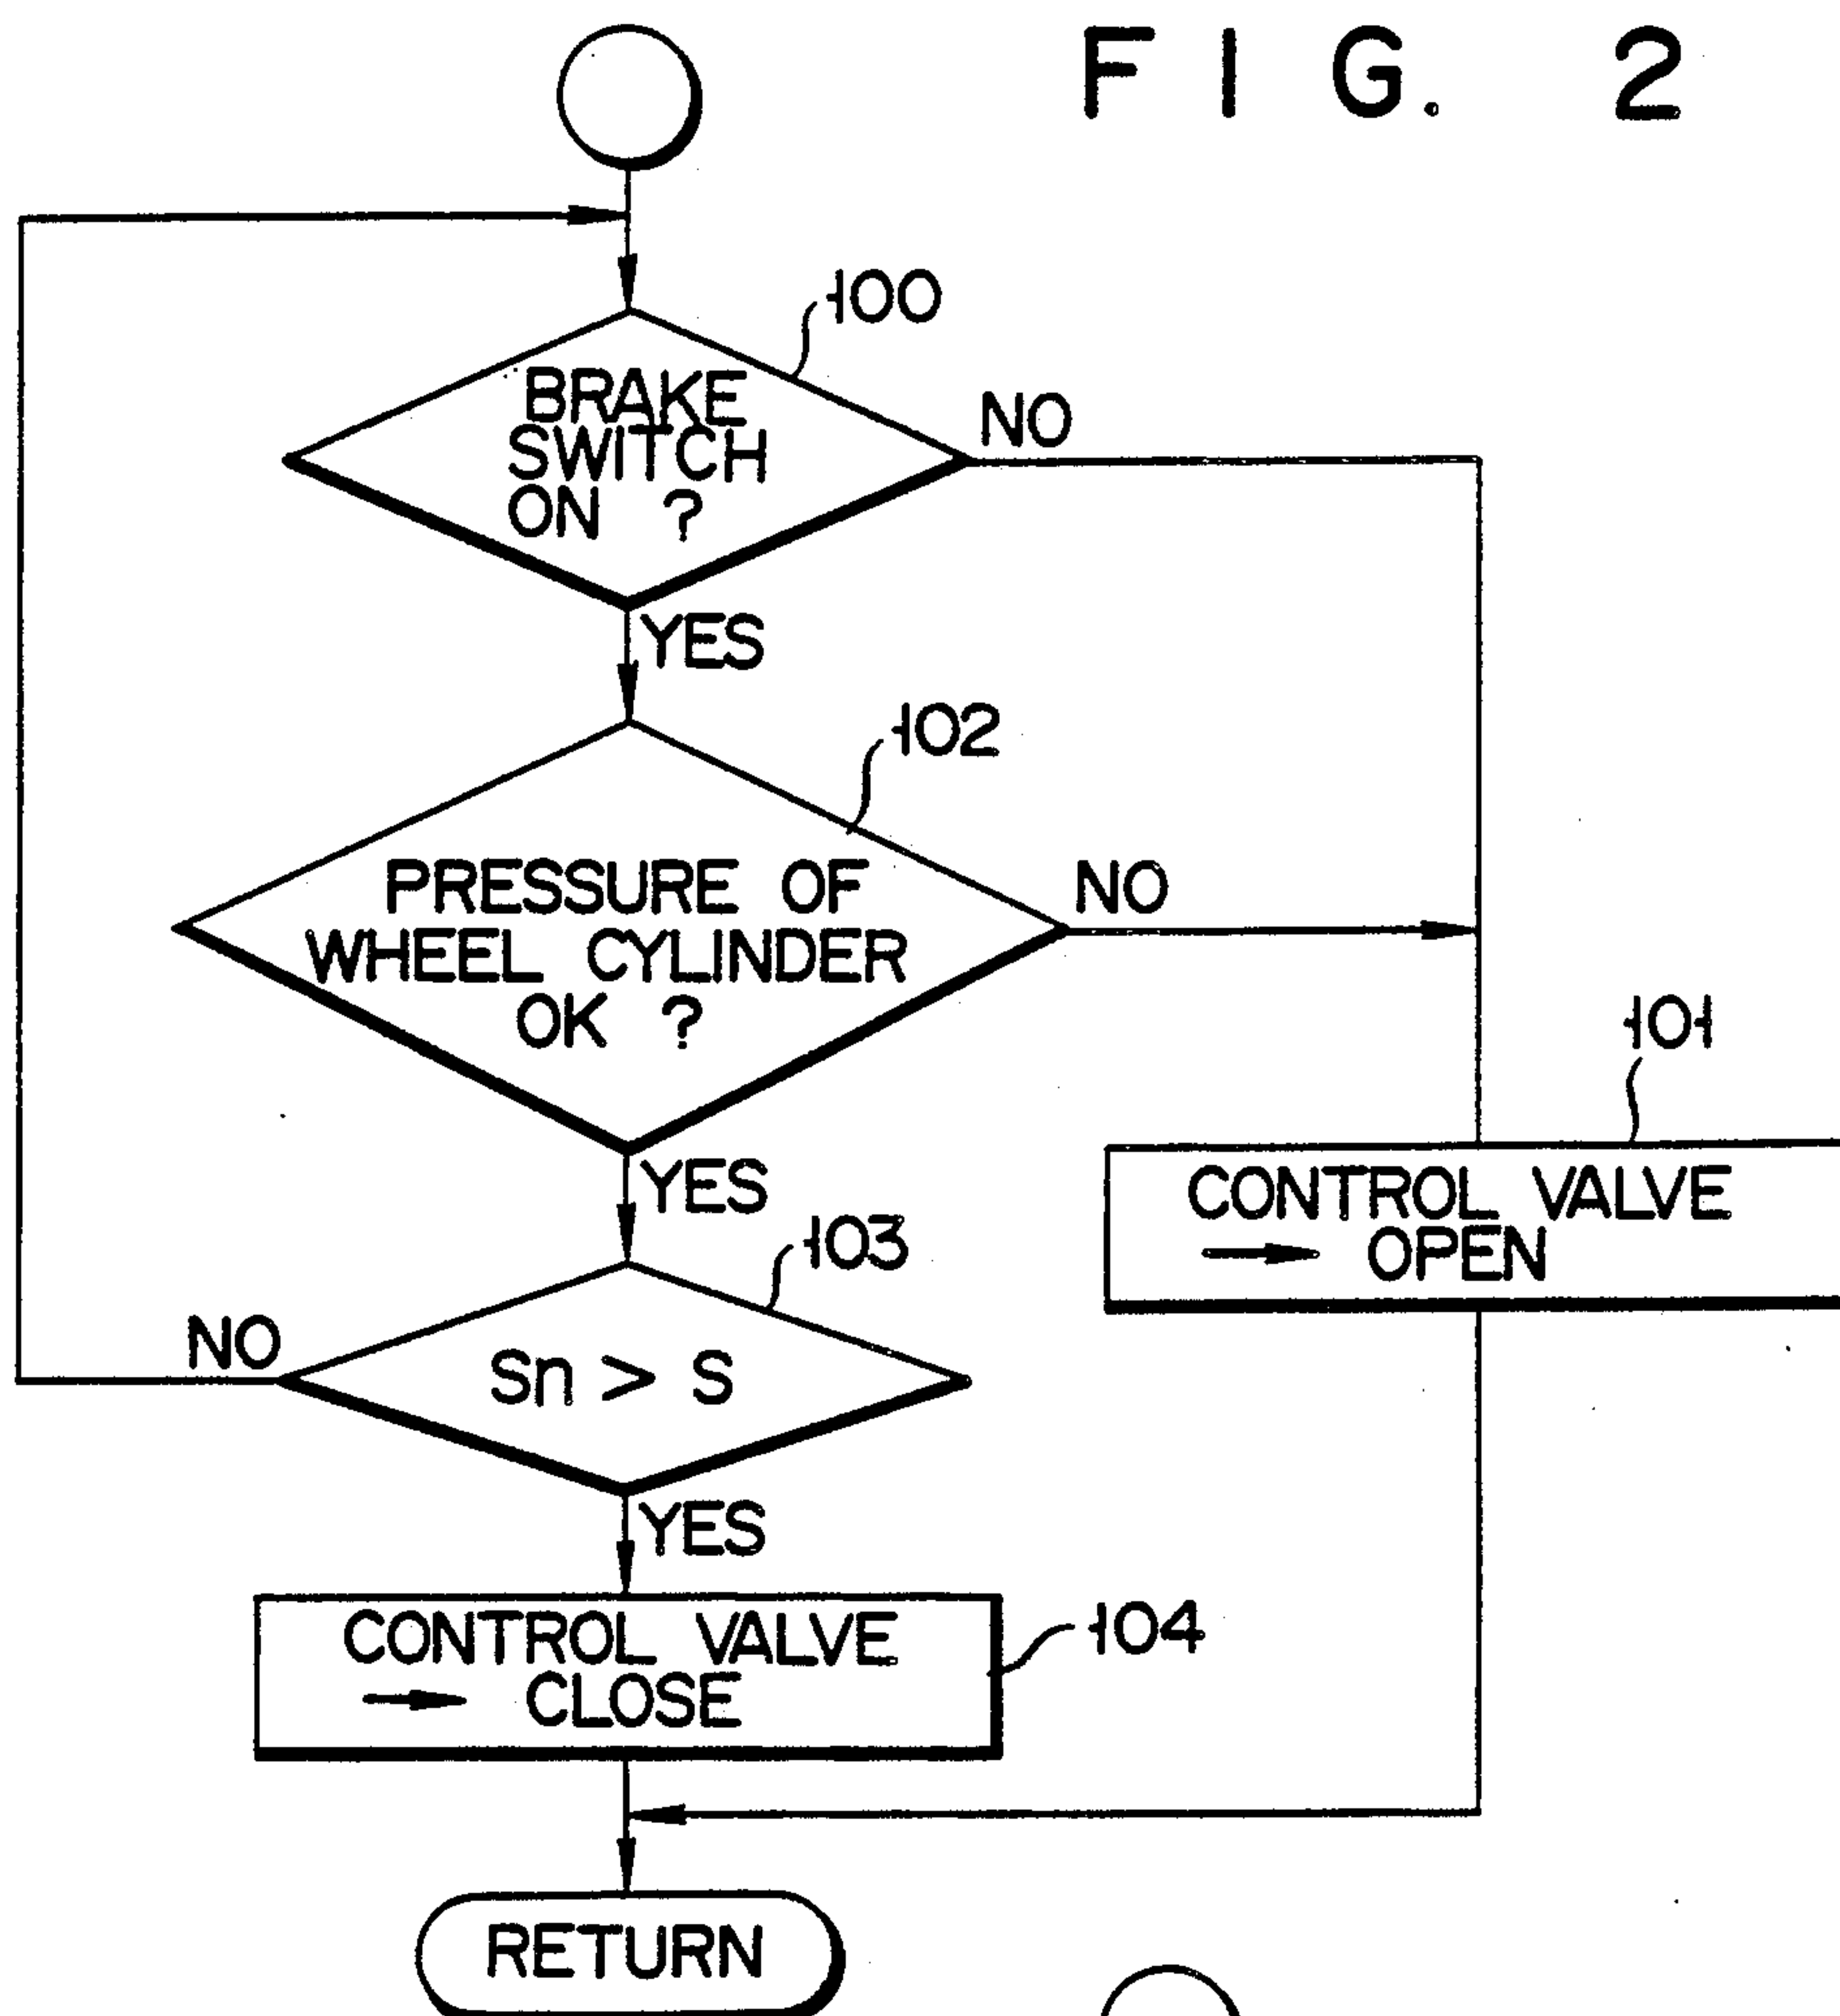 FIG. 2
100
BRAKE
SWITCH
ON ?
NO
YES
102
PRESSURE OF
WHEEL CYLINDER
OK ?
NO
101
CONTROL VALVE
→ OPEN
YES
103
NO
Sn > S
YES
CONTROL VALVE
→ CLOSE
104
RETURN